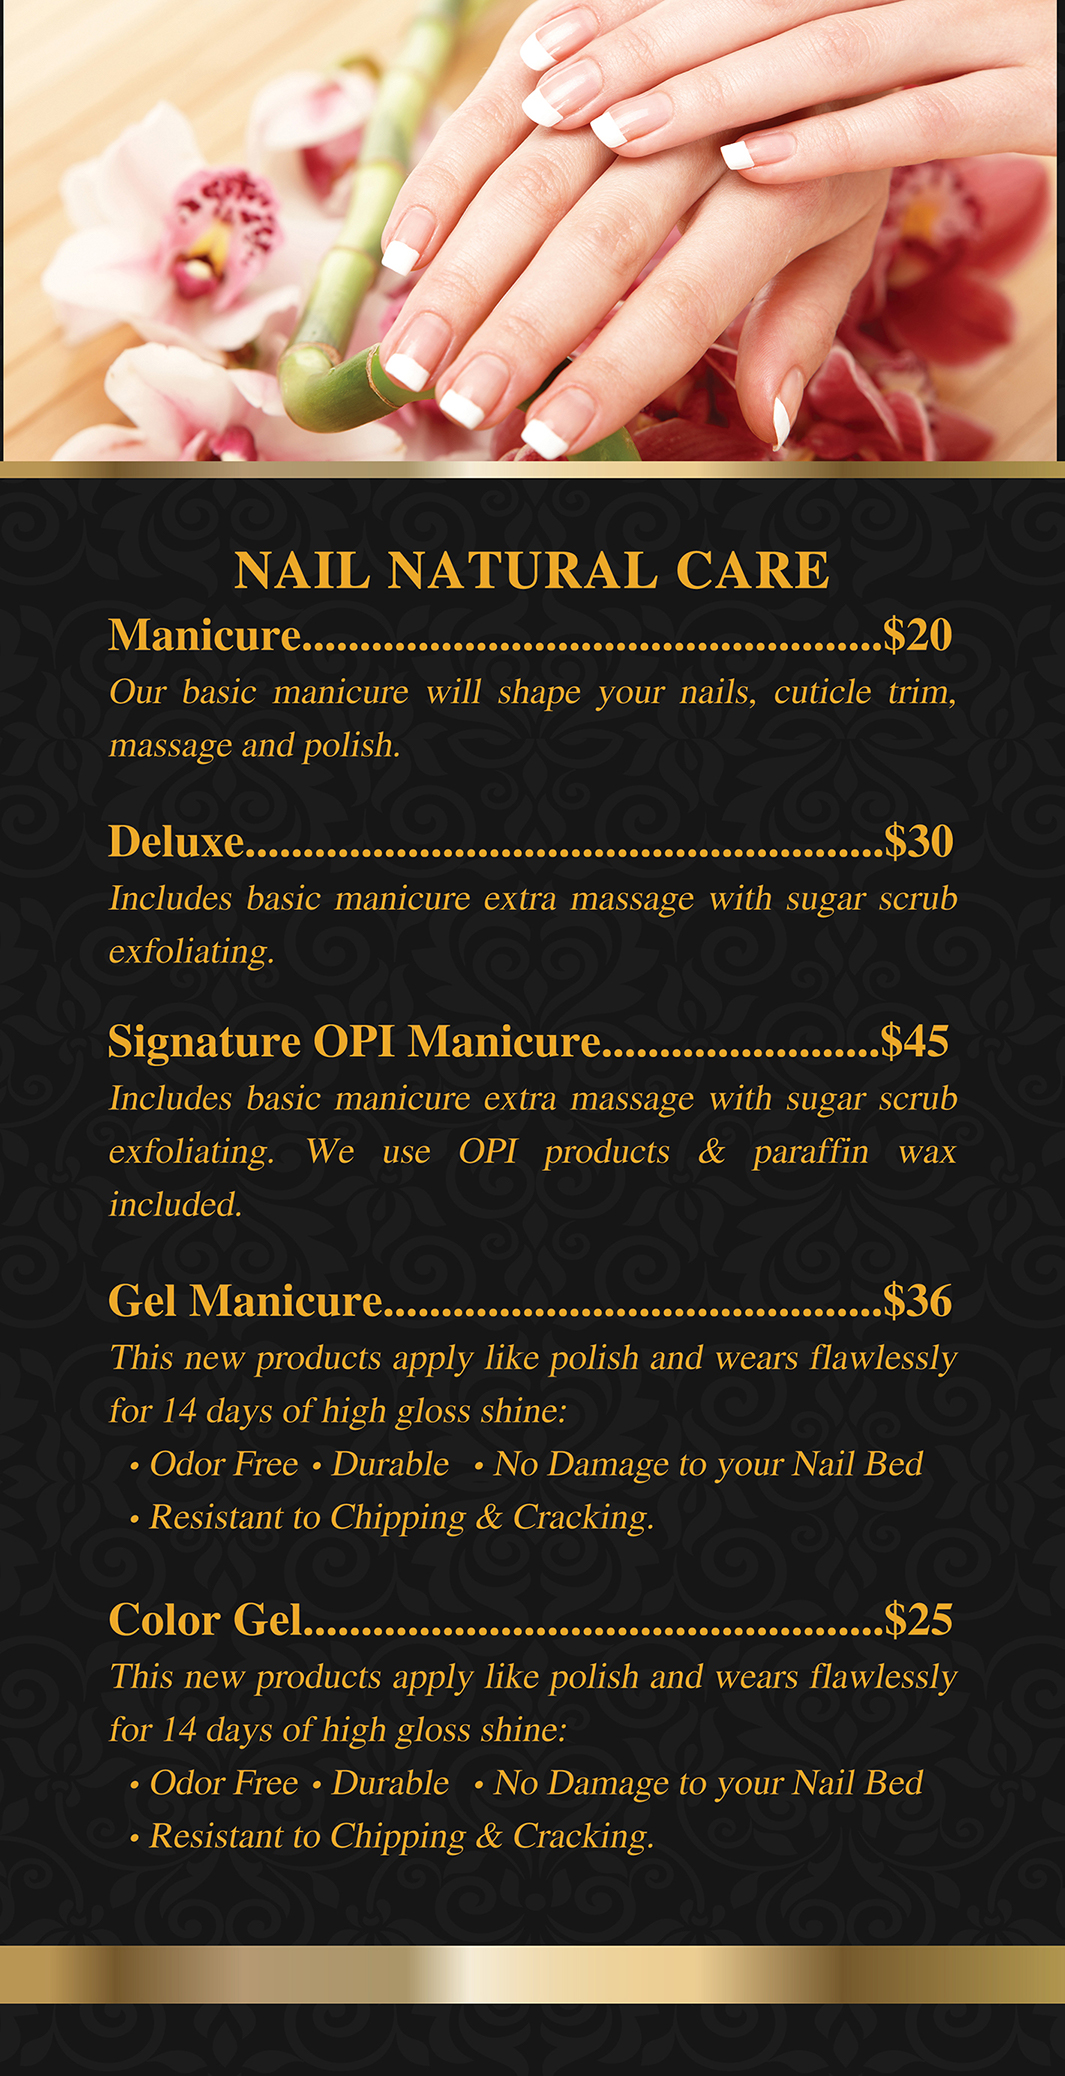 NAIL NATURAL CARE
Manicure..................................................$20
Our basic manicure will shape your nails, cuticle trim,
massage and polish.
Deluxe.......................................................$30
Includes basic manicure extra massage with sugar scrub
exfoliating.
Signature OPI Manicure........................$45
Includes basic manicure extra massage with sugar scrub
exfoliating. We use OPI products & paraffin wax
included.
Gel Manicure...........................................$36
This new products apply like polish and wears flawlessly
for 14 days of high gloss shine:
• Odor Free • Durable • No Damage to your Nail Bed
• Resistant to Chipping & Cracking.
Color Gel..................................................$25
This new products apply like polish and wears flawlessly
for 14 days of high gloss shine:
• Odor Free • Durable • No Damage to your Nail Bed
• Resistant to Chipping & Cracking.